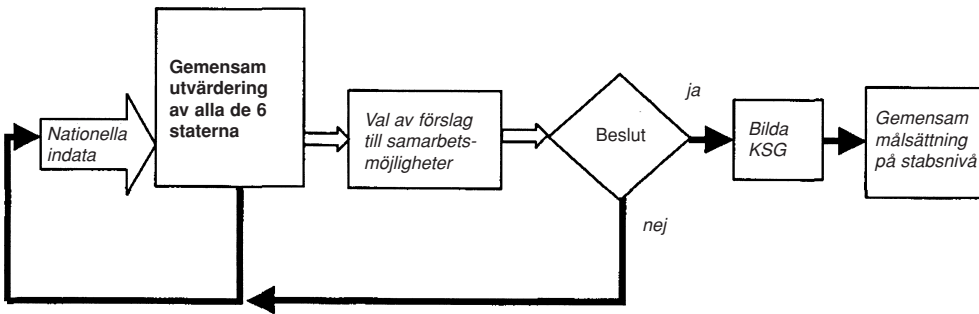 Nationella
indata
Gemensam
utvärdering
av alla de 6
staterna
Val av förslag
till samarbets-
möjligheter
Beslut
ja
nej
Bilda
KSG
Gemensam
målsättning
på stabsnivå